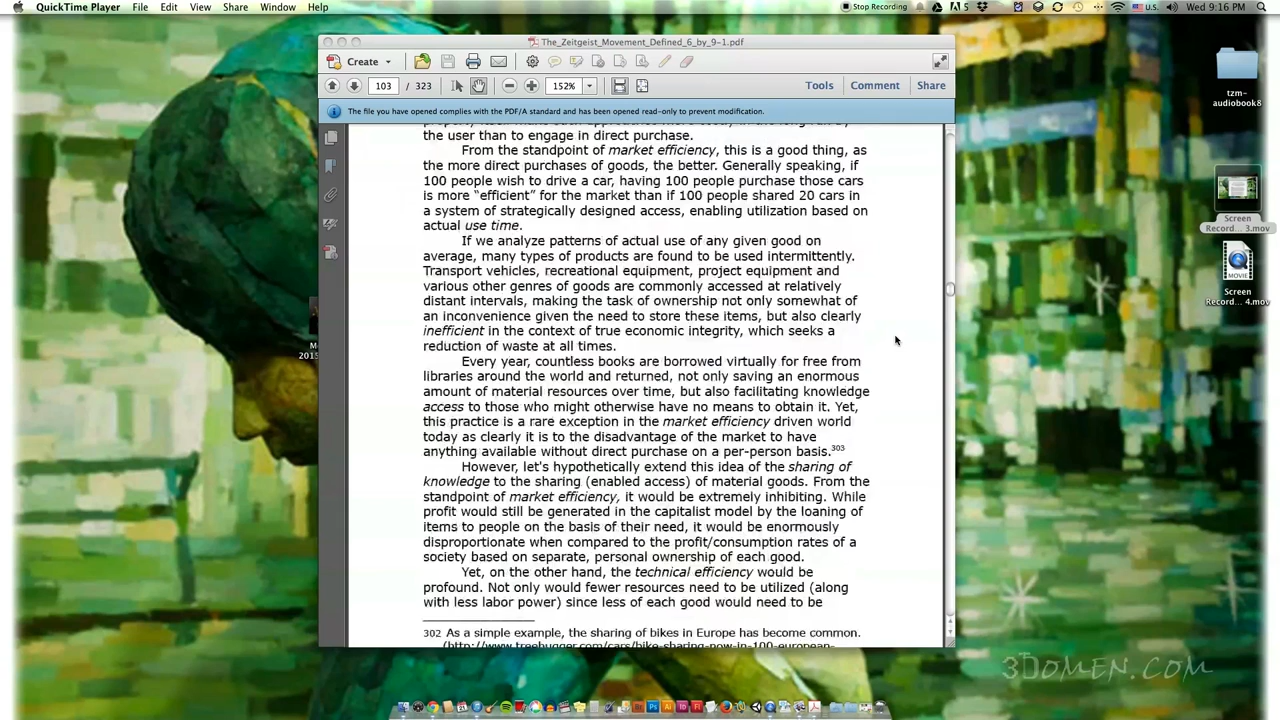 QuickTime Player File Edit View Share Window Help
Stop Recording
5
U.S.
Wed 9:16 PM
The_Zeitgeist_Movement_Defined_6_by_9-1.pdf
Create
103 / 323
152%
Tools Comment Share
The file you have opened complies with the PDF/A standard and has been opened read-only to prevent modification.
the user than to engage in direct purchase.
From the standpoint of market efficiency, this is a good thing, as
the more direct purchases of goods, the better. Generally speaking, if
100 people wish to drive a car, having 100 people purchase those cars
is more “efficient” for the market than if 100 people shared 20 cars in
a system of strategically designed access, enabling utilization based on
actual use time.
If we analyze patterns of actual use of any given good on
average, many types of products are found to be used intermittently.
Transport vehicles, recreational equipment, project equipment and
various other genres of goods are commonly accessed at relatively
distant intervals, making the task of ownership not only somewhat of
an inconvenience given the need to store these items, but also clearly
inefficient in the context of true economic integrity, which seeks a
reduction of waste at all times.
Every year, countless books are borrowed virtually for free from
libraries around the world and returned, not only saving an enormous
amount of material resources over time, but also facilitating knowledge
access to those who might otherwise have no means to obtain it. Yet,
this practice is a rare exception in the market efficiency driven world
today as clearly it is to the disadvantage of the market to have
anything available without direct purchase on a per-person basis.303
However, let's hypothetically extend this idea of the sharing of
knowledge to the sharing (enabled access) of material goods. From the
standpoint of market efficiency, it would be extremely inhibiting. While
profit would still be generated in the capitalist model by the loaning of
items to people on the basis of their need, it would be enormously
disproportionate when compared to the profit/consumption rates of a
society based on separate, personal ownership of each good.
Yet, on the other hand, the technical efficiency would be
profound. Not only would fewer resources need to be utilized (along
with less labor power) since less of each good would need to be
302 As a simple example, the sharing of bikes in Europe has become common.
(http://www.treehugger.com/cars/bike-sharing-now-in-100-european-
tzm-
audiobook8
Screen
Record... 3.mov
MOVIE
Screen
Record... 4.mov
3DOMEN.COM